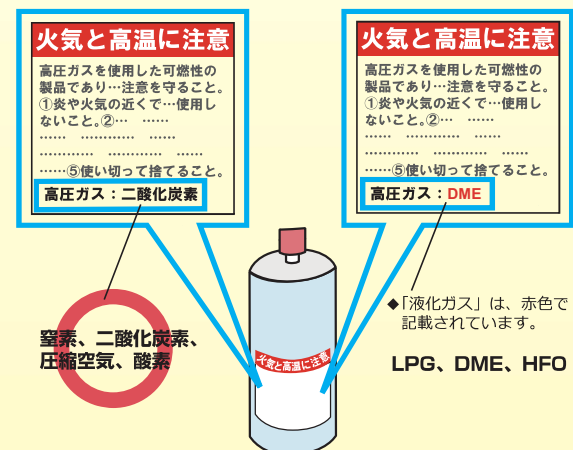 火気と高温に注意
高圧ガスを使用した可燃性の
製品であり…注意を守ること。
①炎や火気の近くで…使用し
ないこと。②… ……
…… ………… ……
………………… …………
……⑤使い切って捨てること。
高圧ガス：二酸化炭素
火気と高温に注意
高圧ガスを使用した可燃性の
製品であり…注意を守ること。
①炎や火気の近くで…使用し
ないこと。②… ……
…… ………… ……
………… ………… ……
……⑤使い切って捨てること。
高圧ガス：DME
窒素、二酸化炭素、
圧縮空気、酸素
火気と高温に注意
◆「液化ガス」は、赤色で
記載されています。
LPG、DME、HFO